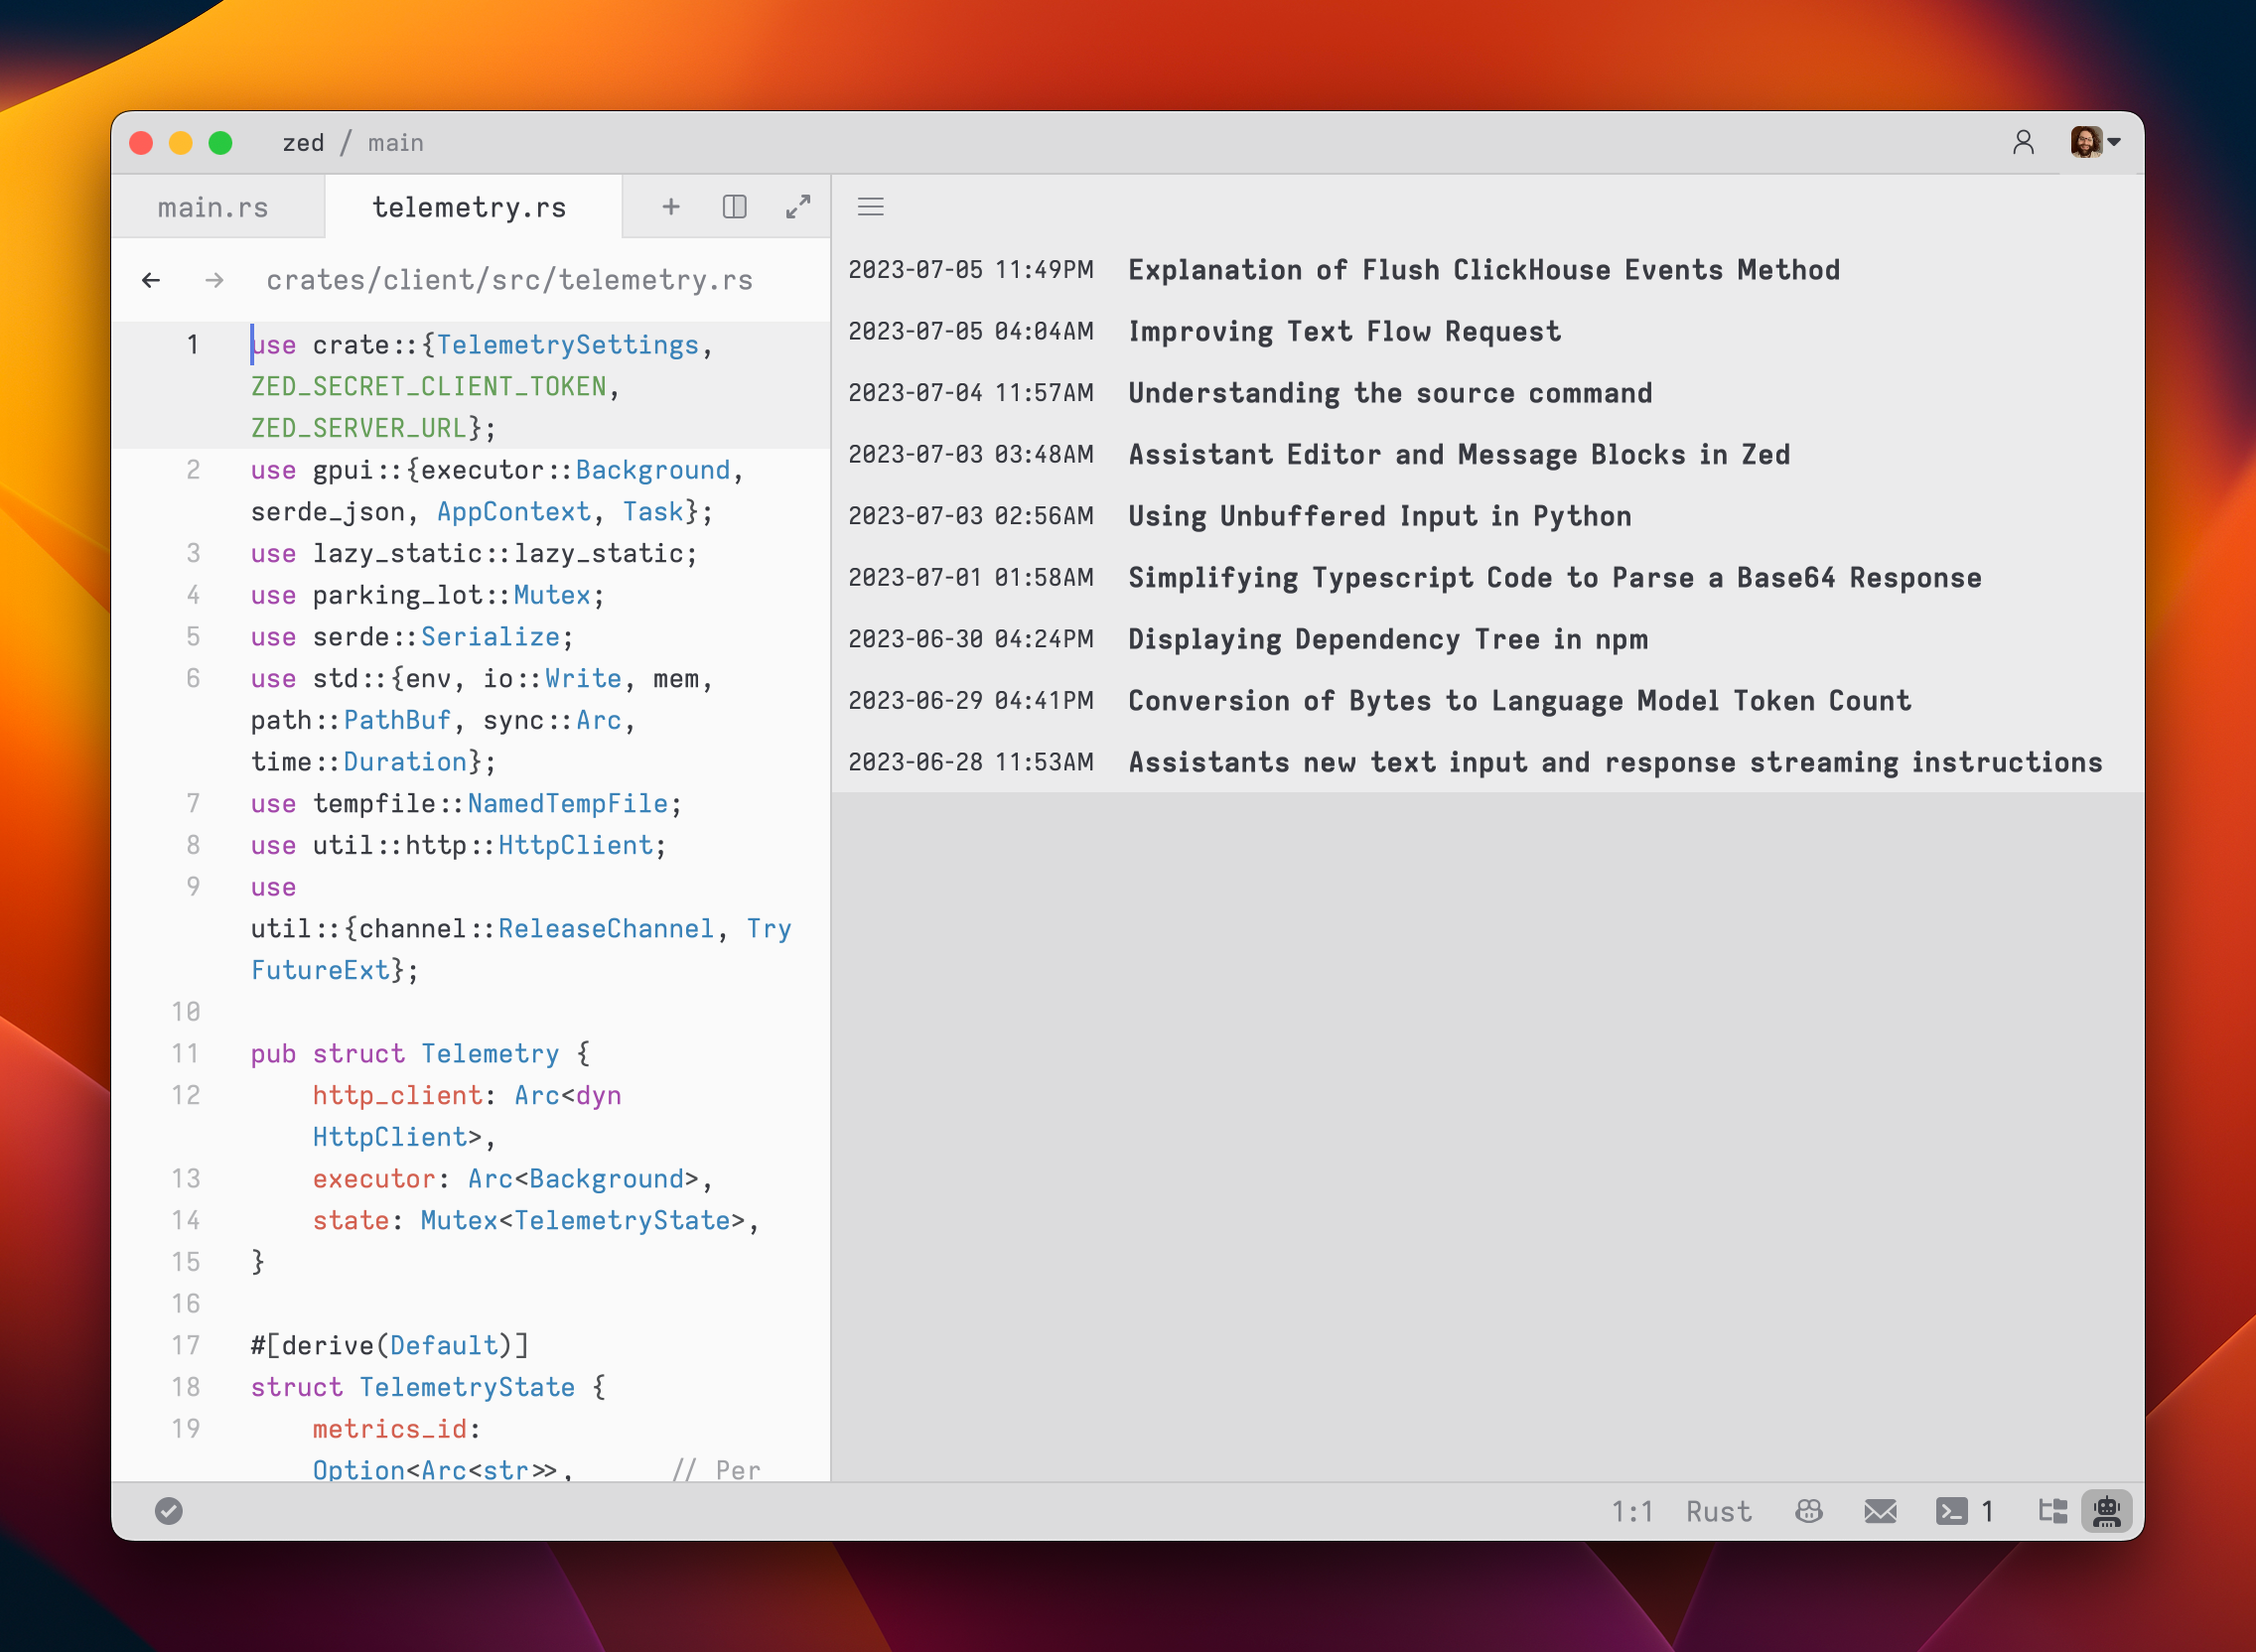 zed / main
main.rs
telemetry.rs
crates/client/src/telemetry.rs
1 use crate::{TelemetrySettings,
ZED_SECRET_CLIENT_TOKEN,
ZED_SERVER_URL};
2 use gpui::{executor::Background,
serde_json, AppContext, Task};
3 use lazy_static::lazy_static;
4 use parking_lot::Mutex;
5 use serde::Serialize;
6 use std::{env, io::Write, mem,
path::PathBuf, sync::Arc,
time::Duration};
7 use tempfile::NamedTempFile;
8 use util::http::HttpClient;
9 use
util::{channel::ReleaseChannel, Try
FutureExt};
10
11 pub struct Telemetry {
12 http_client: Arc<dyn
HttpClient>,
13 executor: Arc<Background>,
14 state: Mutex<TelemetryState>,
15 }
16
17 #[derive(Default)]
18 struct TelemetryState {
19 metrics_id:
Option<Arc<str>>, // Per
2023-07-05 11:49PM Explanation of Flush ClickHouse Events Method
2023-07-05 04:04AM Improving Text Flow Request
2023-07-04 11:57AM Understanding the source command
2023-07-03 03:48AM Assistant Editor and Message Blocks in Zed
2023-07-03 02:56AM Using Unbuffered Input in Python
2023-07-01 01:58AM Simplifying Typescript Code to Parse a Base64 Response
2023-06-30 04:24PM Displaying Dependency Tree in npm
2023-06-29 04:41PM Conversion of Bytes to Language Model Token Count
2023-06-28 11:53AM Assistants new text input and response streaming instructions
1:1 Rust 1